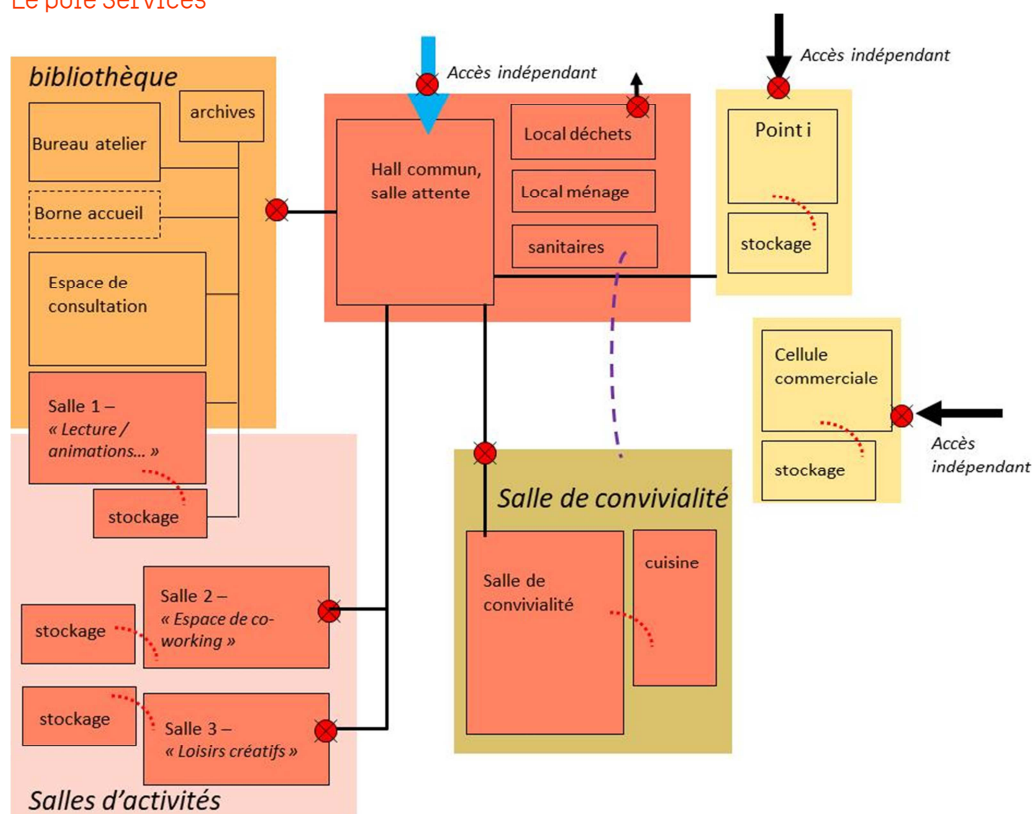 Le pôle Services
bibliothèque
archives
Bureau atelier
Borne accueil
Espace de
consultation
Salle 1 –
« Lecture /
animations... »
stockage
Salle 2 –
« Espace de co-
working »
stockage
Salle 3 –
« Loisirs créatifs »
stockage
Salles d'activités
Accès indépendant
Hall commun,
salle attente
Local déchets
Local ménage
sanitaires
Salle de convivialité
Salle de
convivialité
cuisine
Accès indépendant
Point i
stockage
Cellule
commerciale
stockage
Accès
indépendant